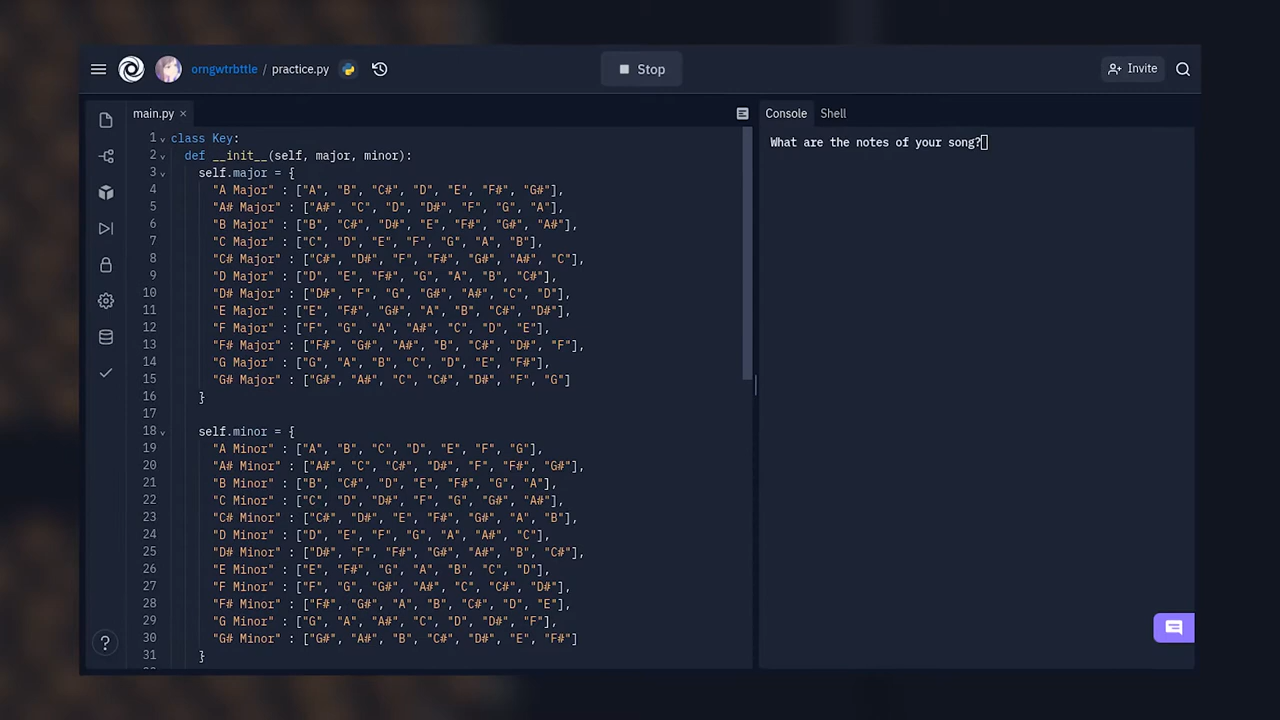 orngwtrbttle / practice.py
Stop
Invite
main.py ×
Console
Shell
1 class Key:
2 def __init__(self, major, minor):
3 self.major = {
4 "A Major" : ["A", "B", "C#", "D", "E", "F#", "G#"],
5 "A# Major" : ["A#", "C", "D", "D#", "F", "G", "A"],
6 "B Major" : ["B", "C#", "D#", "E", "F#", "G#", "A#"],
7 "C Major" : ["C", "D", "E", "F", "G", "A", "B"],
8 "C# Major" : ["C#", "D#", "F", "F#", "G#", "A#", "C"],
9 "D Major" : ["D", "E", "F#", "G", "A", "B", "C#"],
10 "D# Major" : ["D#", "F", "G", "G#", "A#", "C", "D"],
11 "E Major" : ["E", "F#", "G#", "A", "B", "C#", "D#"],
12 "F Major" : ["F", "G", "A", "A#", "C", "D", "E"],
13 "F# Major" : ["F#", "G#", "A#", "B", "C#", "D#", "F"],
14 "G Major" : ["G", "A", "B", "C", "D", "E", "F#"],
15 "G# Major" : ["G#", "A#", "C", "C#", "D#", "F", "G"]
16 }
17
18 self.minor = {
19 "A Minor" : ["A", "B", "C", "D", "E", "F", "G"],
20 "A# Minor" : ["A#", "C", "C#", "D#", "F", "F#", "G#"],
21 "B Minor" : ["B", "C#", "D", "E", "F#", "G", "A"],
22 "C Minor" : ["C", "D", "D#", "F", "G", "G#", "A#"],
23 "C# Minor" : ["C#", "D#", "E", "F#", "G#", "A", "B"],
24 "D Minor" : ["D", "E", "F", "G", "A", "A#", "C"],
25 "D# Minor" : ["D#", "F", "F#", "G#", "A#", "B", "C#"],
26 "E Minor" : ["E", "F#", "G", "A", "B", "C", "D"],
27 "F Minor" : ["F", "G", "G#", "A#", "C", "C#", "D#"],
28 "F# Minor" : ["F#", "G#", "A", "B", "C#", "D", "E"],
29 "G Minor" : ["G", "A", "A#", "C", "D", "D#", "F"],
30 "G# Minor" : ["G#", "A#", "B", "C#", "D#", "E", "F#"]
31 }
What are the notes of your song?